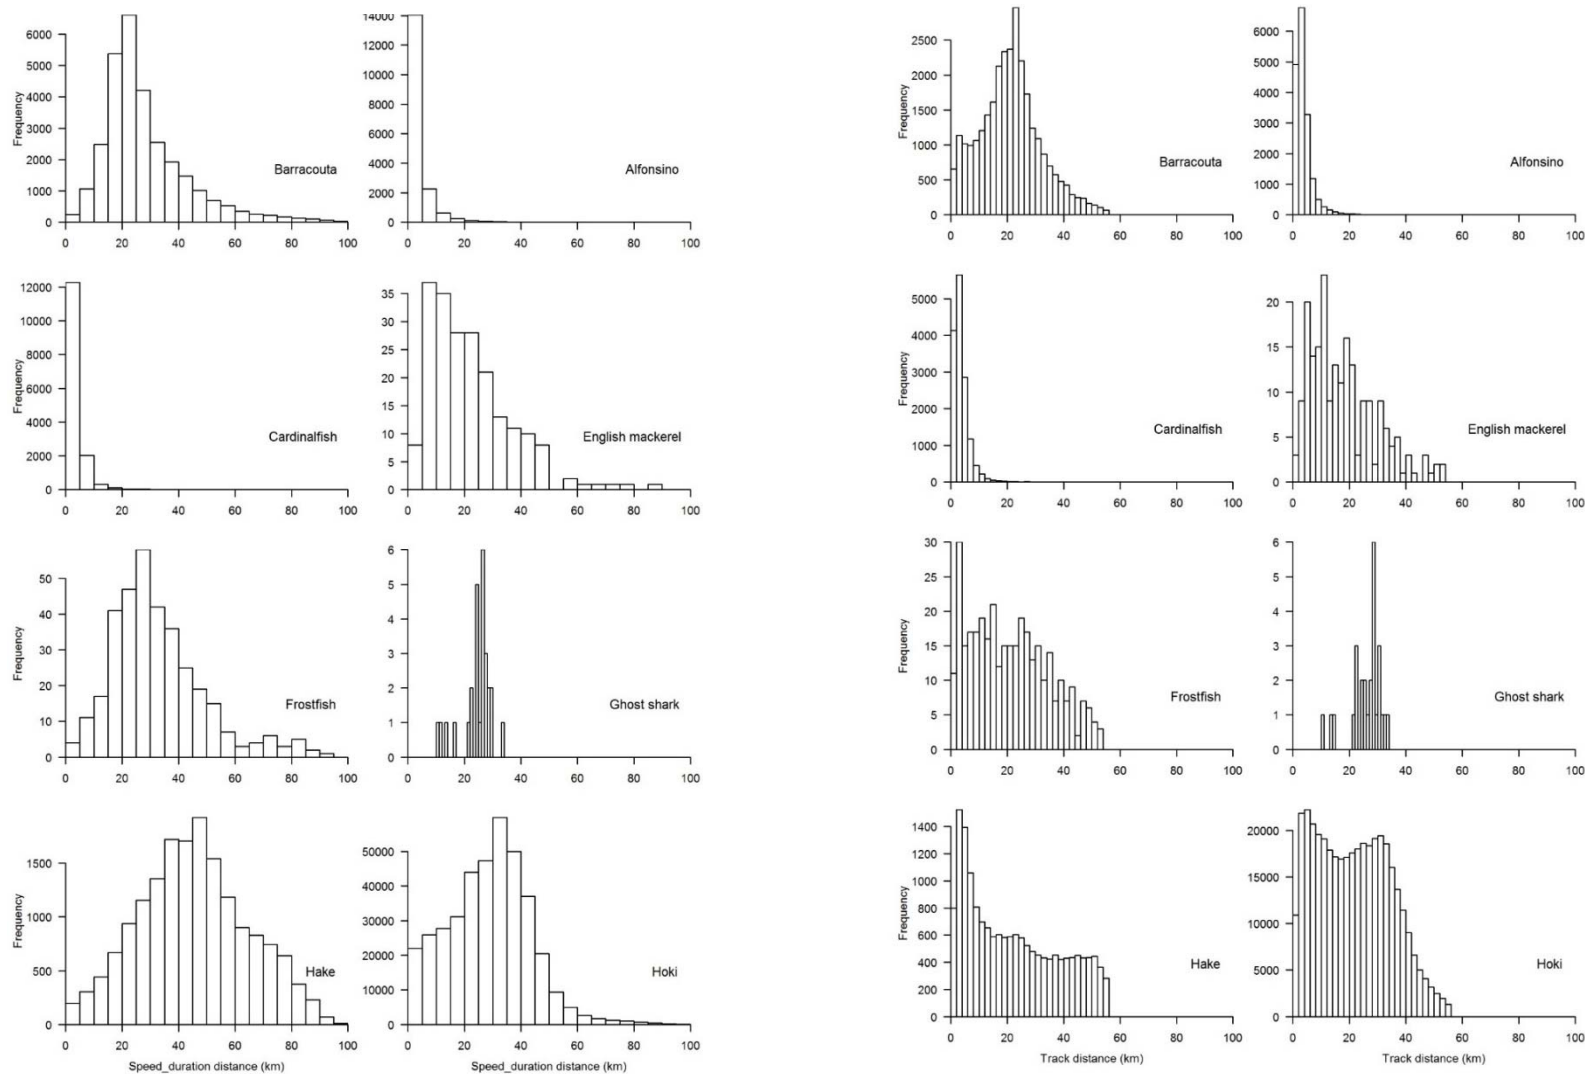 Frequency
6000
5000
4000
3000
2000
1000
0
Barracouta
0 20 40 60 80 100
14000
12000
10000
8000
6000
4000
2000
0
Alfonsino
0 20 40 60 80 100
Frequency
2500
2000
1500
1000
500
0
Barracouta
0 20 40 60 80 100
6000
5000
4000
3000
2000
1000
0
Alfonsino
0 20 40 60 80 100
Frequency
12000
10000
8000
6000
4000
2000
0
Cardinalfish
0 20 40 60 80 100
35
30
25
20
15
10
5
0
English mackerel
0 20 40 60 80 100
Frequency
5000
4000
3000
2000
1000
0
Cardinalfish
0 20 40 60 80 100
20
15
10
5
0
English mackerel
0 20 40 60 80 100
Frequency
50
40
30
20
10
0
Frostfish
0 20 40 60 80 100
6
5
4
3
2
1
0
Ghost shark
0 20 40 60 80 100
Frequency
30
25
20
15
10
5
0
Frostfish
0 20 40 60 80 100
6
5
4
3
2
1
0
Ghost shark
0 20 40 60 80 100
Frequency
1500
1000
500
0
Hake
0 20 40 60 80 100
Speed_duration distance (km)
50000
40000
30000
20000
10000
0
Hoki
0 20 40 60 80 100
Speed_duration distance (km)
Frequency
1400
1200
1000
800
600
400
200
0
Hake
0 20 40 60 80 100
Track distance (km)
20000
15000
10000
5000
0
Hoki
0 20 40 60 80 100
Track distance (km)